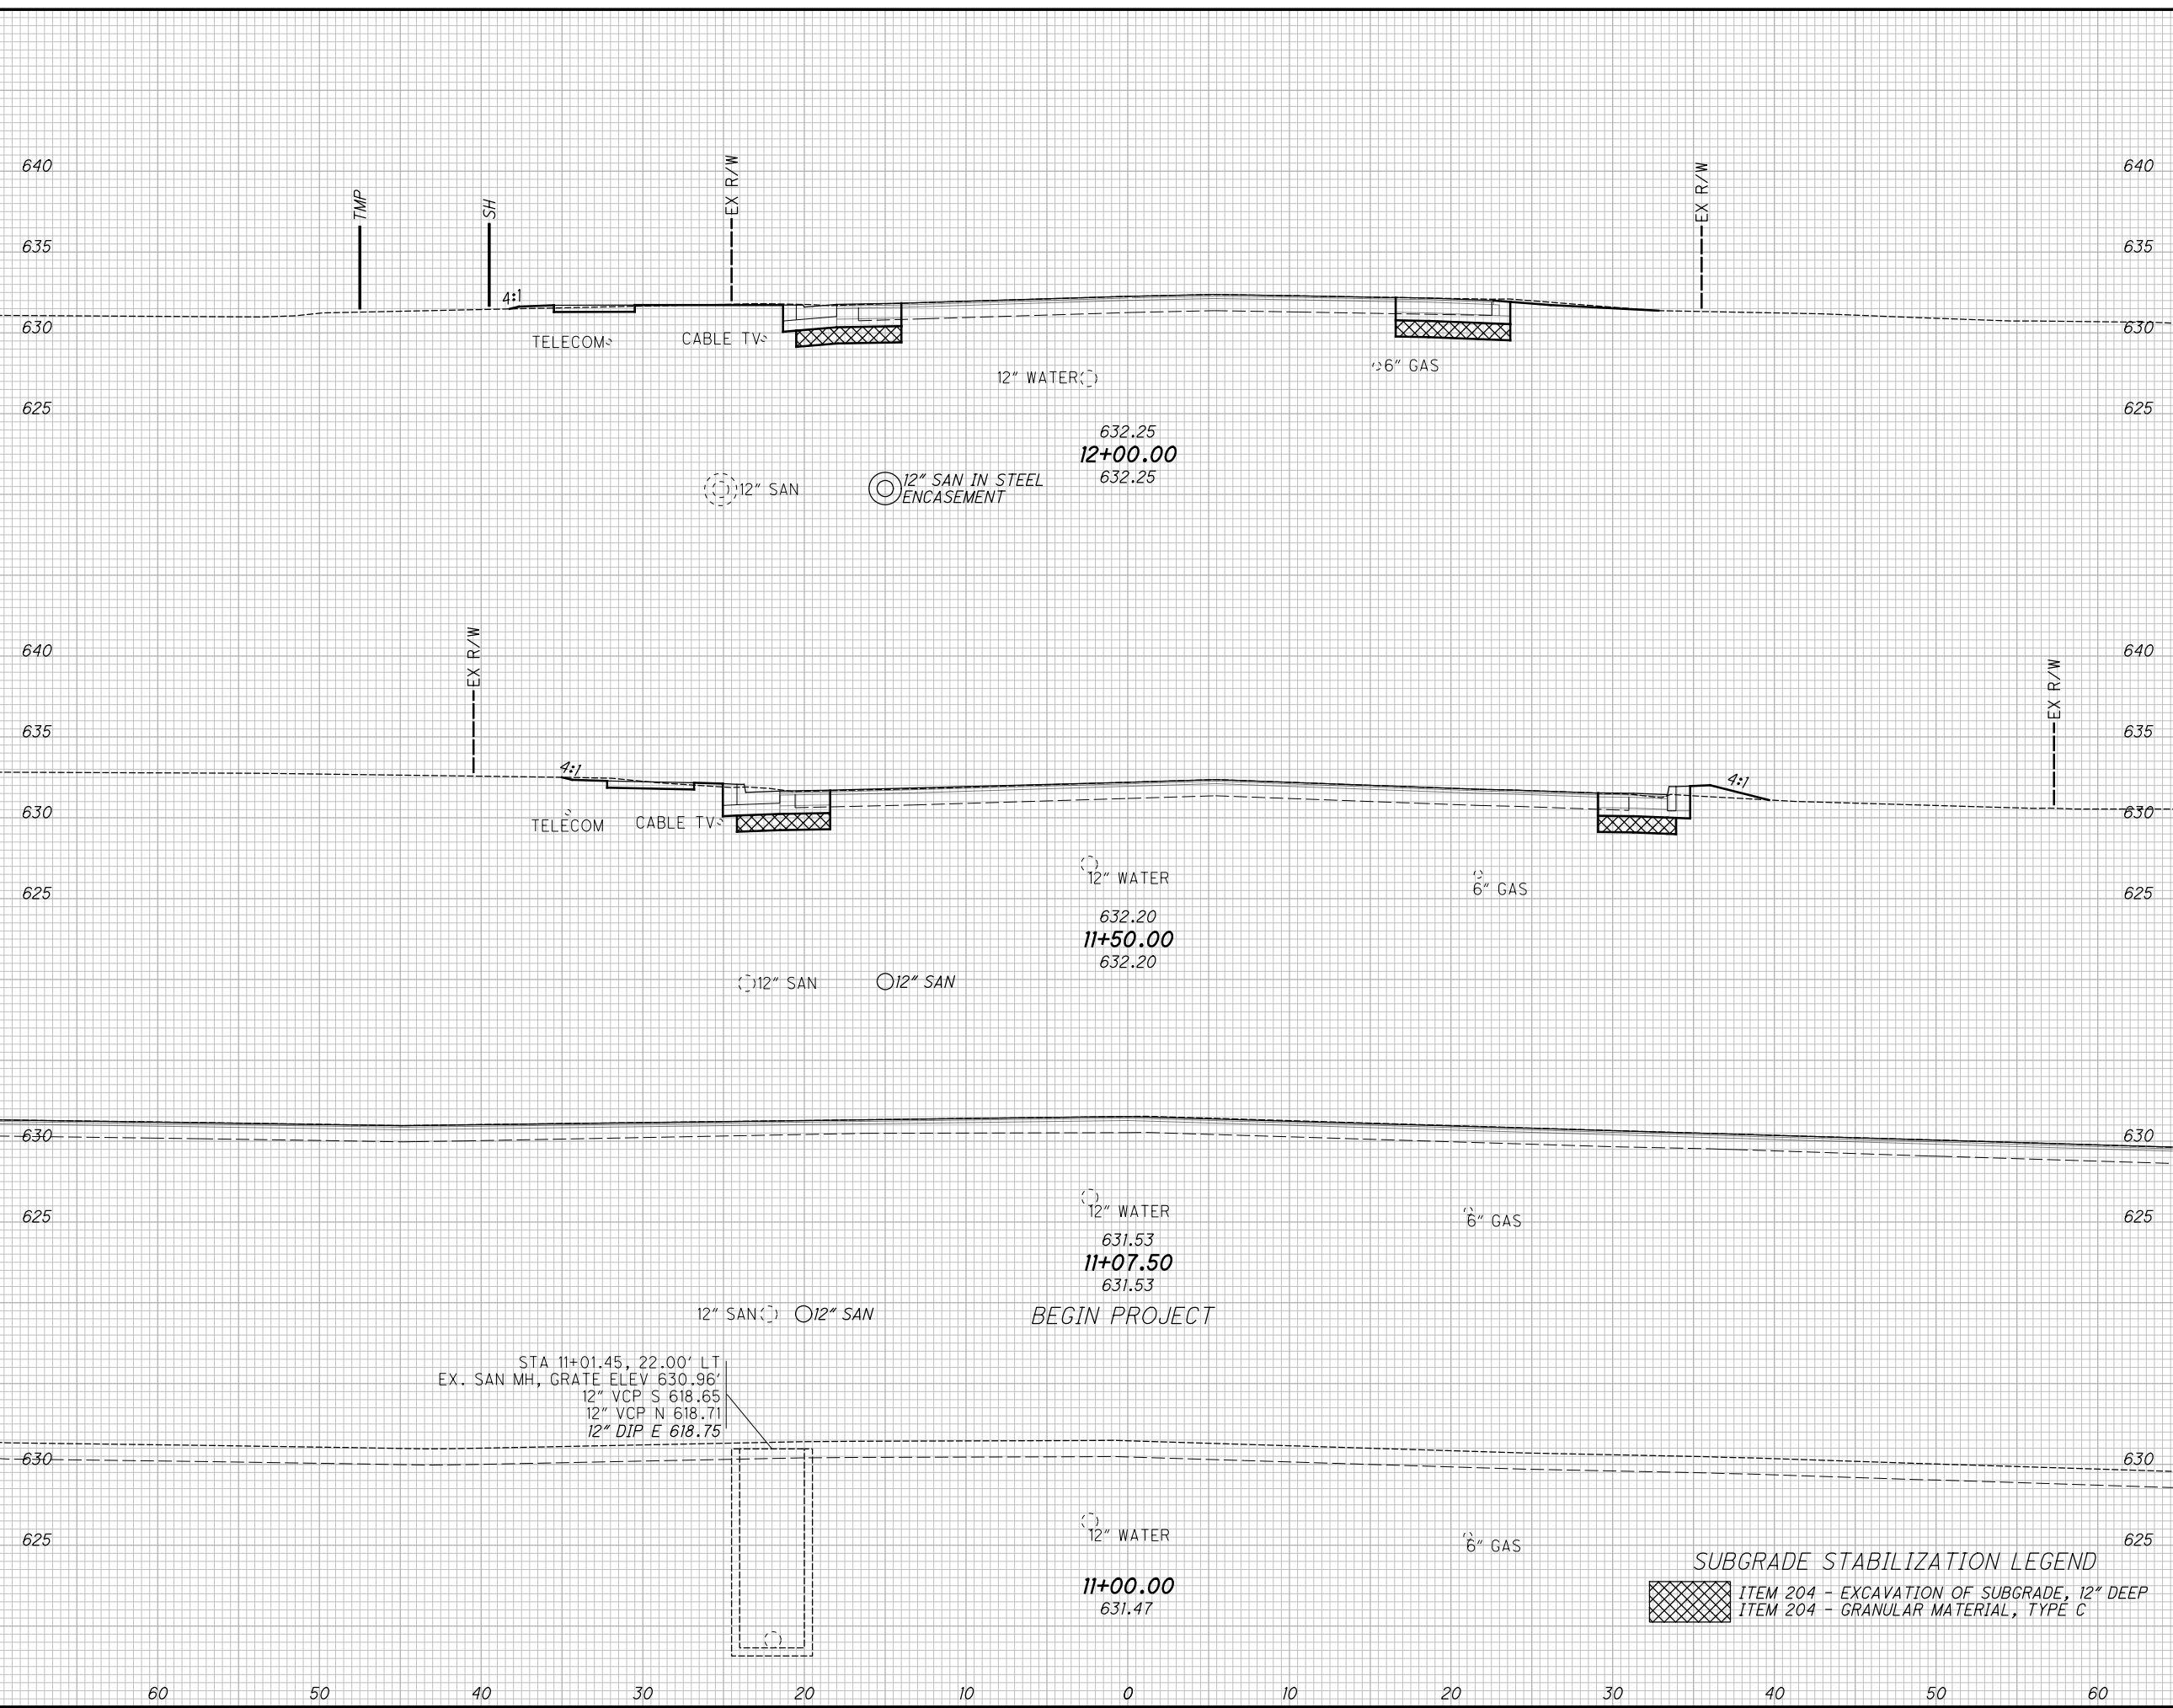 640
640
EX R/W
EX R/W
TMP
SH
635
635
4:1
630
630
TELECOM
CABLE TV
12" WATER
6" GAS
625
625
632.25
12+00.00
632.25
12" SAN
12" SAN IN STEEL
ENCASEMENT
EX R/W
640
640
EX R/W
635
635
4:1
4:1
630
630
TELECOM
CABLE TV
12" WATER
6" GAS
625
625
632.20
11+50.00
632.20
12" SAN
12" SAN
630
630
12" WATER
6" GAS
625
625
631.53
11+07.50
631.53
12" SAN
12" SAN
BEGIN PROJECT
STA 11+01.45, 22.00' LT
EX. SAN MH, GRATE ELEV 630.96'
12" VCP S 618.65
12" VCP N 618.71
12" DIP E 618.75
630
630
12" WATER
6" GAS
625
625
SUBGRADE STABILIZATION LEGEND
11+00.00
631.47
ITEM 204 - EXCAVATION OF SUBGRADE, 12" DEEP
ITEM 204 - GRANULAR MATERIAL, TYPE C
60 50 40 30 20 10 0 10 20 30 40 50 60